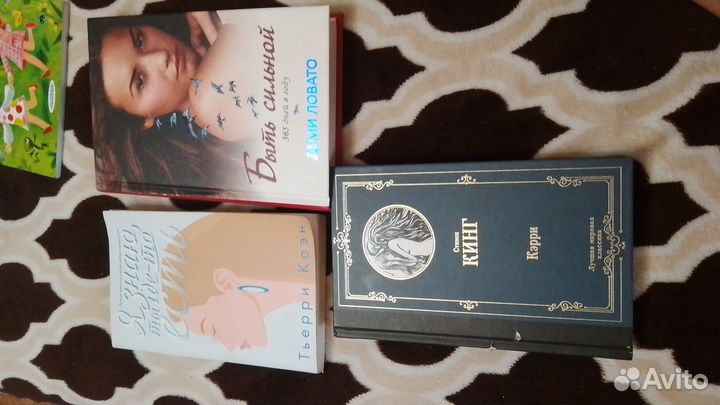 Быть сильной
365 дней в году
ДЕМИ ЛОВАТО
Я знаю,
ты где-то
есть
Тьерри Коэн
Стивен
КИНГ
Кэрри
Лучшая мировая
классика
Avito